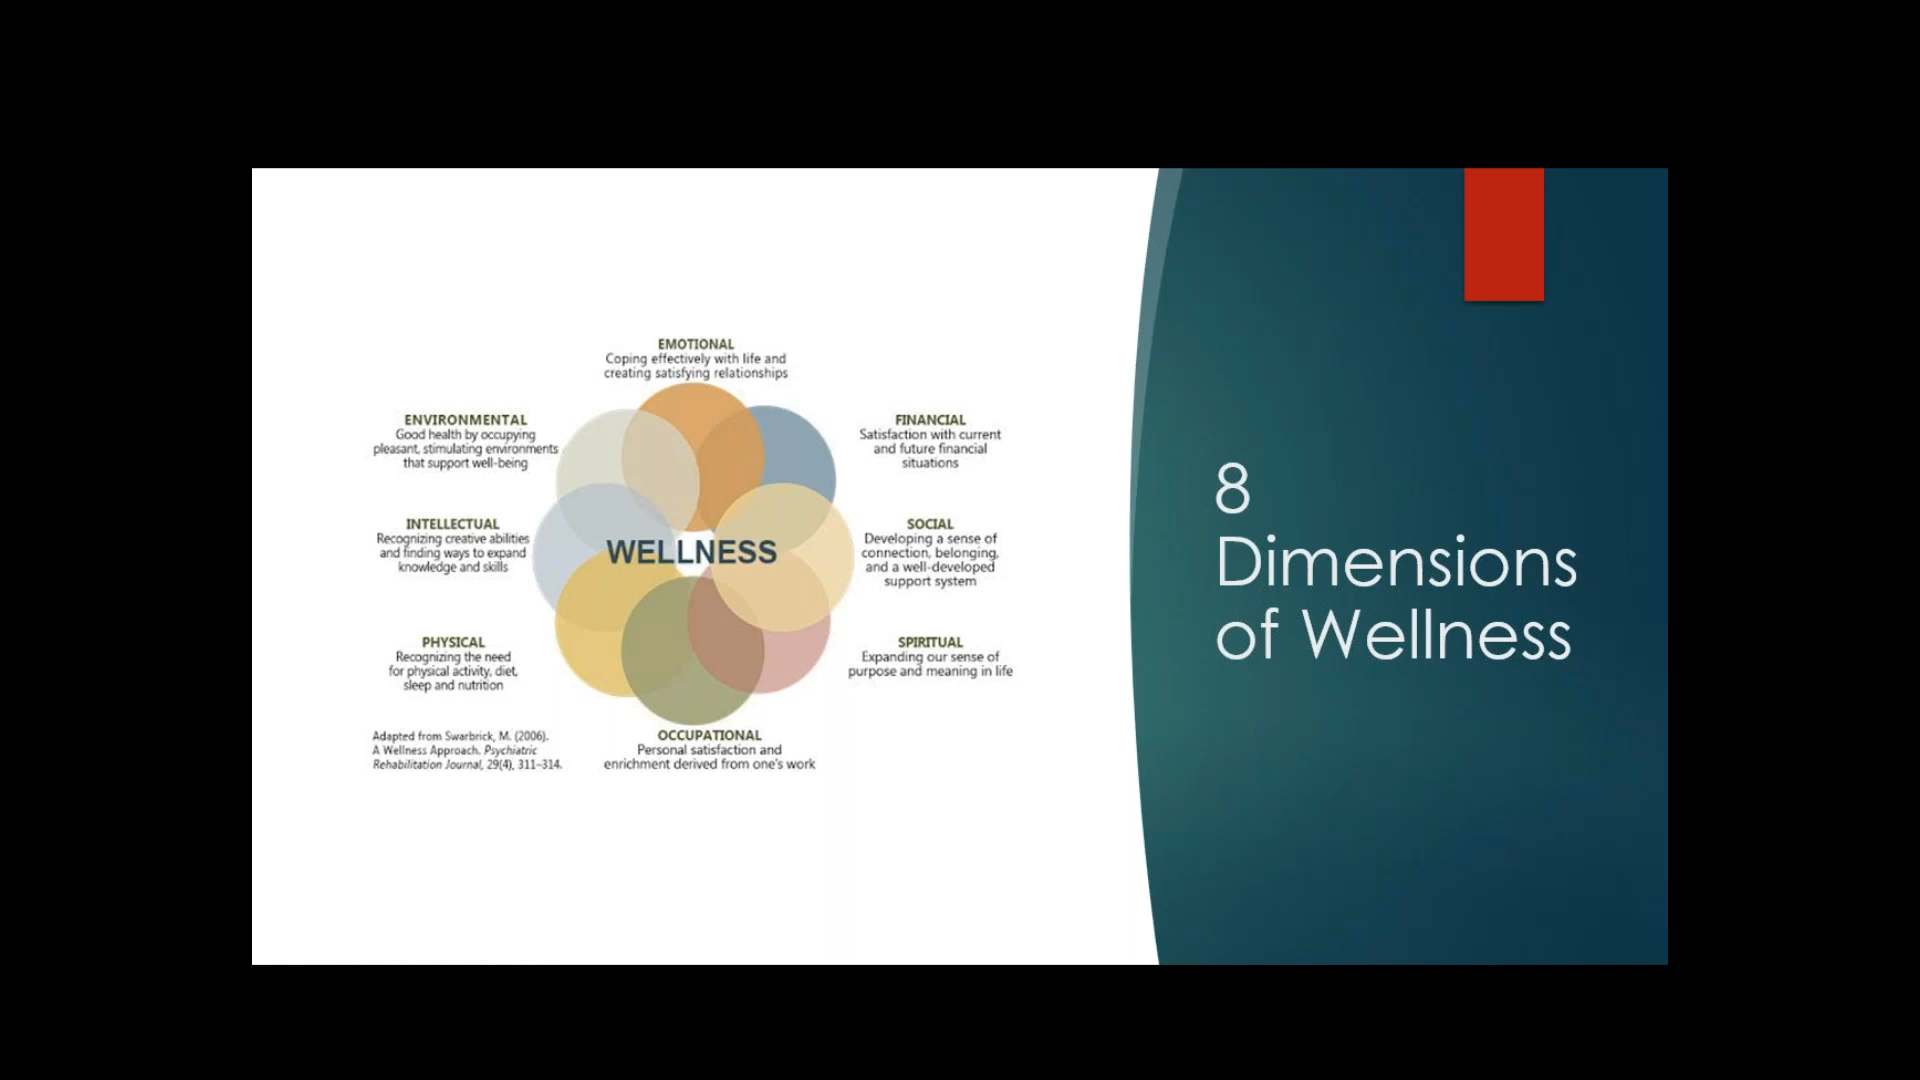 EMOTIONAL
Coping effectively with life and
creating satisfying relationships
ENVIRONMENTAL
Good health by occupying
pleasant, stimulating environments
that support well-being
FINANCIAL
Satisfaction with current
and future financial
situations
INTELLECTUAL
Recognizing creative abilities
and finding ways to expand
knowledge and skills
WELLNESS
SOCIAL
Developing a sense of
connection, belonging,
and a well-developed
support system
PHYSICAL
Recognizing the need
for physical activity, diet,
sleep and nutrition
SPIRITUAL
Expanding our sense of
purpose and meaning in life
Adapted from Swarbrick, M. (2006).
A Wellness Approach. Psychiatric
Rehabilitation Journal, 29(4), 311–314.
OCCUPATIONAL
Personal satisfaction and
enrichment derived from one's work
8
Dimensions
of Wellness